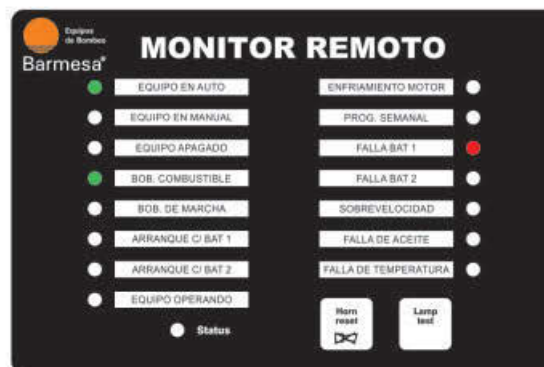 Equipos
de Bombeo
Barmesa
MONITOR REMOTO
EQUIPO EN AUTO
EQUIPO EN MANUAL
EQUIPO APAGADO
BOB. COMBUSTIBLE
BOB. DE MARCHA
ARRANQUE C/ BAT 1
ARRANQUE C/ BAT 2
EQUIPO OPERANDO
Status
ENFRIAMIENTO MOTOR
PROG. SEMANAL
FALLA BAT 1
FALLA BAT 2
SOBREVELOCIDAD
FALLA DE ACEITE
FALLA DE TEMPERATURA
Horn
reset
Lamp
test